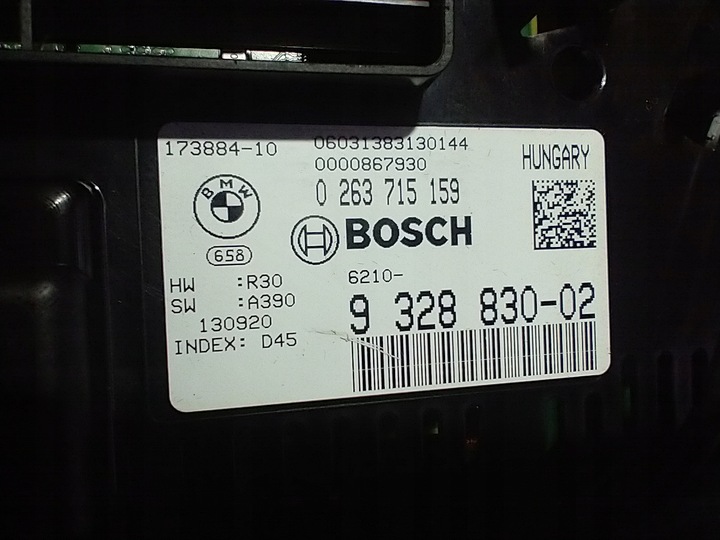 173884-10
06031383130144
0000867930
HUNGARY
0 263 715 159
BMW
BOSCH
658
6210-
HW :R30
SW :A390
9 328 830-02
130920
INDEX: D45